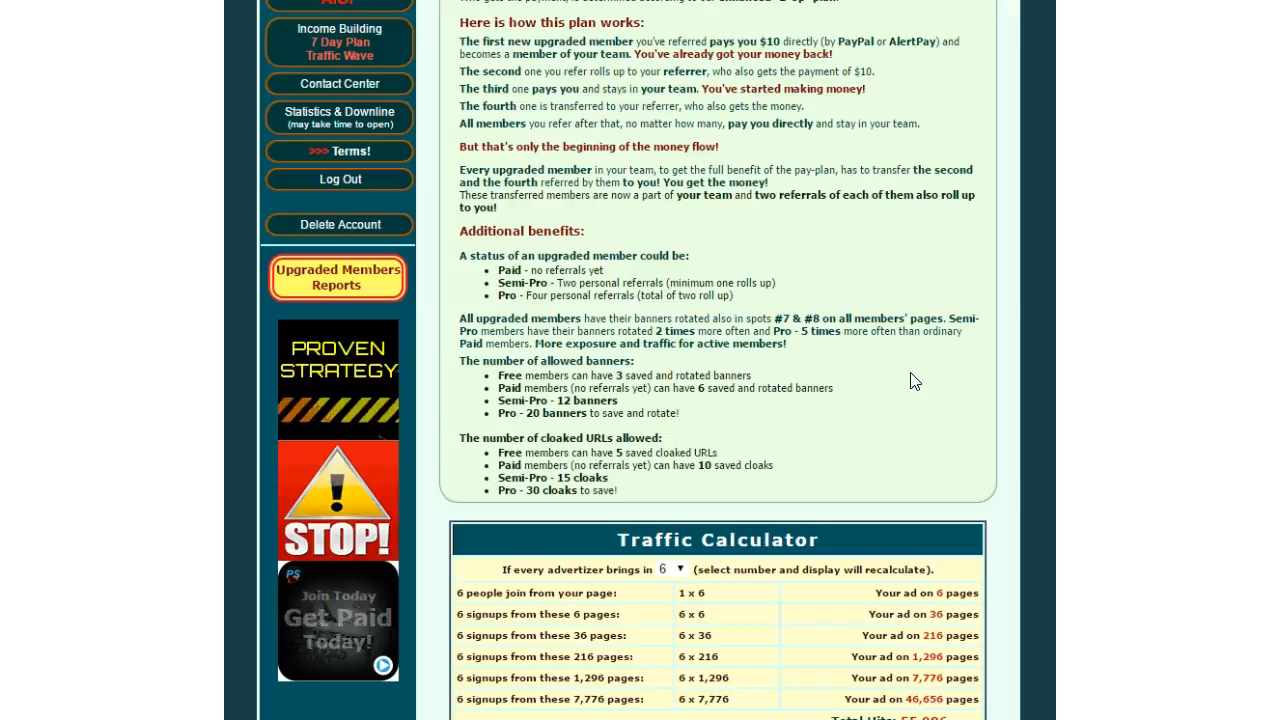 Income Building
7 Day Plan
Traffic Wave
Contact Center
Statistics & Downline
(may take time to open)
>>> Terms!
Log Out
Delete Account
Upgraded Members
Reports
PROVEN
STRATEGY
STOP!
PS
Join Today
Get Paid
Today!
Here is how this plan works:
The first new upgraded member you've referred pays you $10 directly (by PayPal or AlertPay) and
becomes a member of your team. You've already got your money back!
The second one you refer rolls up to your referrer, who also gets the payment of $10.
The third one pays you and stays in your team. You've started making money!
The fourth one is transferred to your referrer, who also gets the money.
All members you refer after that, no matter how many, pay you directly and stay in your team.
But that's only the beginning of the money flow!
Every upgraded member in your team, to get the full benefit of the pay-plan, has to transfer the second
and the fourth referred by them to you! You get the money!
These transferred members are now a part of your team and two referrals of each of them also roll up
to you!
Additional benefits:
A status of an upgraded member could be:
Paid - no referrals yet
Semi-Pro - Two personal referrals (minimum one rolls up)
Pro - Four personal referrals (total of two roll up)
All upgraded members have their banners rotated also in spots #7 & #8 on all members' pages. Semi-
Pro members have their banners rotated 2 times more often and Pro - 5 times more often than ordinary
Paid members. More exposure and traffic for active members!
The number of allowed banners:
Free members can have 3 saved and rotated banners
Paid members (no referrals yet) can have 6 saved and rotated banners
Semi-Pro - 12 banners
Pro - 20 banners to save and rotate!
The number of cloaked URLs allowed:
Free members can have 5 saved cloaked URLs
Paid members (no referrals yet) can have 10 saved cloaks
Semi-Pro - 15 cloaks
Pro - 30 cloaks to save!
Traffic Calculator
If every advertizer brings in 6 (select number and display will recalculate).
6 people join from your page: 1 x 6 Your ad on 6 pages
6 signups from these 6 pages: 6 x 6 Your ad on 36 pages
6 signups from these 36 pages: 6 x 36 Your ad on 216 pages
6 signups from these 216 pages: 6 x 216 Your ad on 1,296 pages
6 signups from these 1,296 pages: 6 x 1,296 Your ad on 7,776 pages
6 signups from these 7,776 pages: 6 x 7,776 Your ad on 46,656 pages